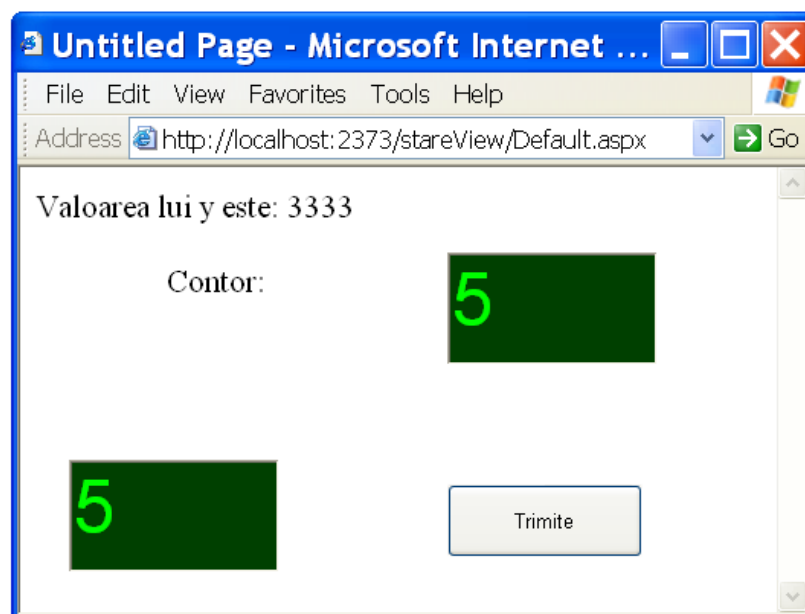 Untitled Page - Microsoft Internet ...
File Edit View Favorites Tools Help
Address http://localhost:2373/stareView/Default.aspx Go
Valoarea lui y este: 3333
Contor: 5
5 Trimite